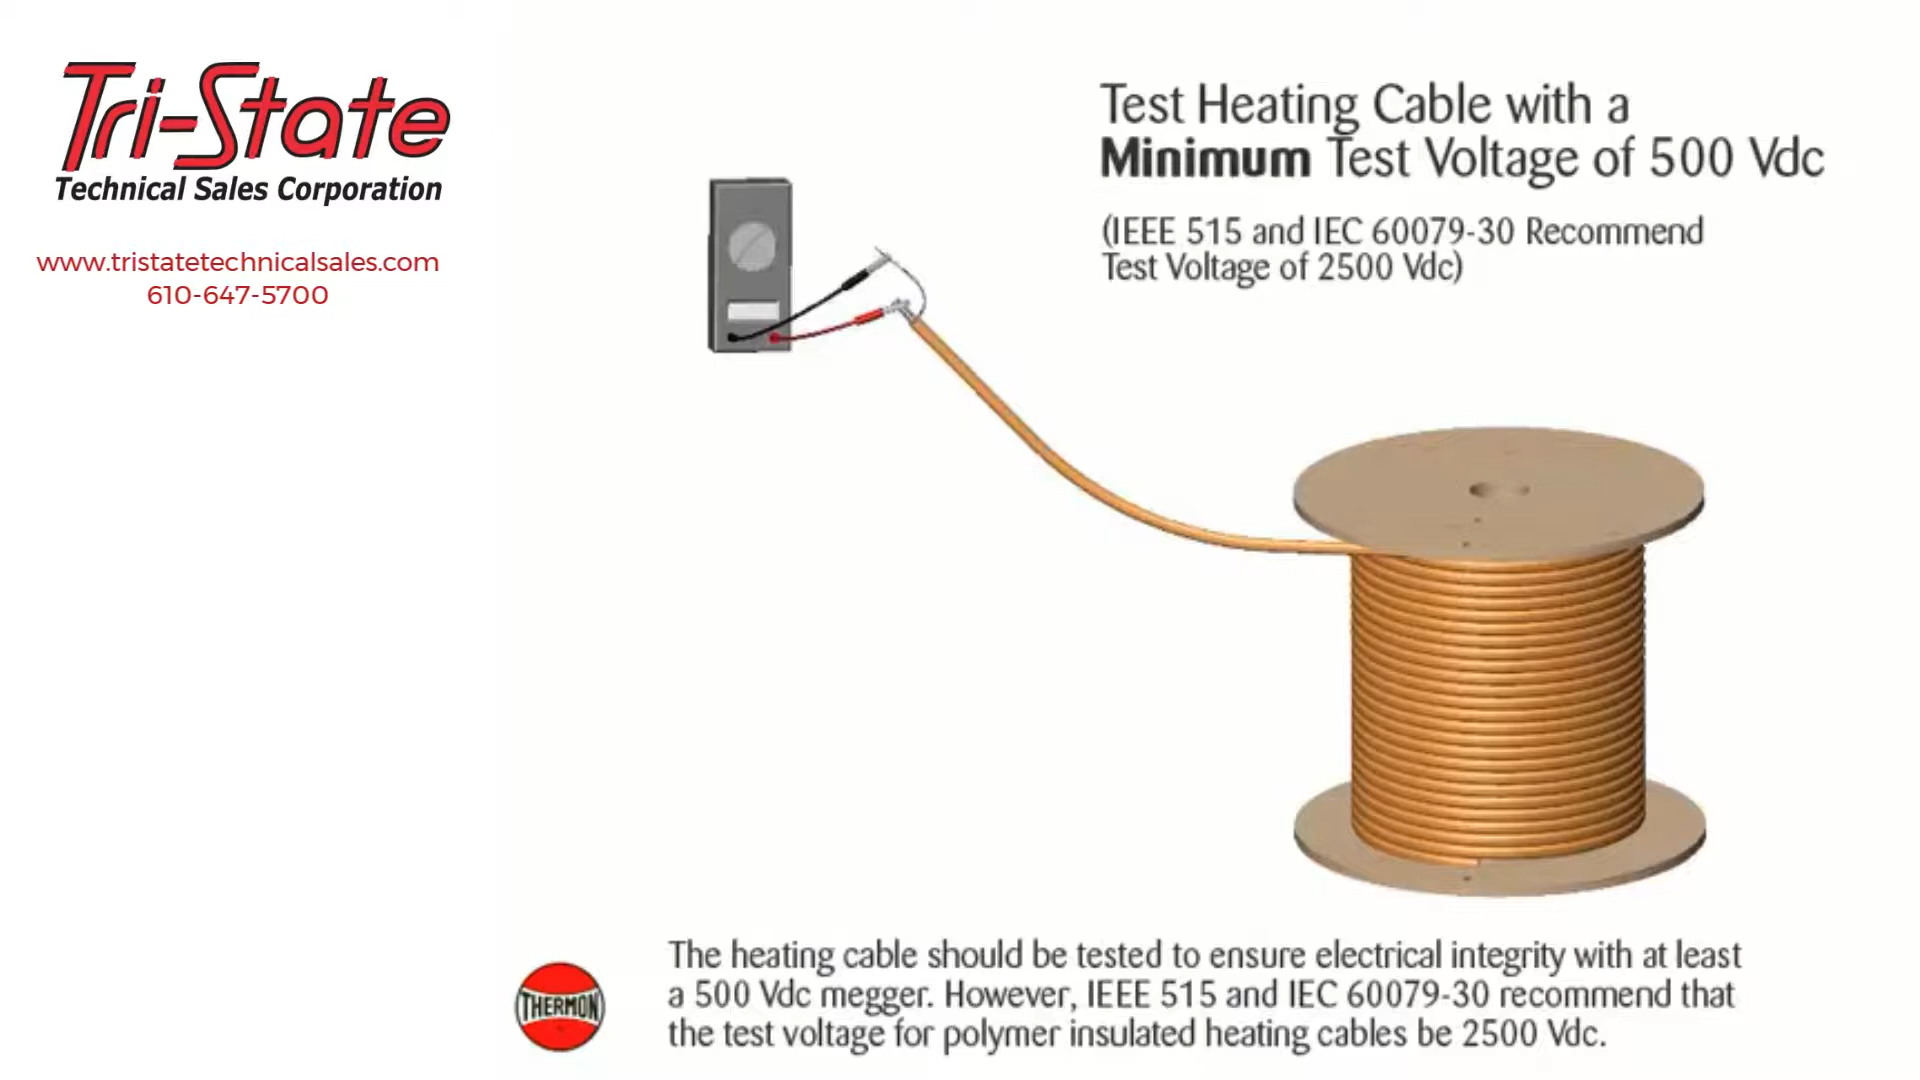 Tri-State
Technical Sales Corporation
www.tristatetechnicalsales.com
610-647-5700
Test Heating Cable with a
Minimum Test Voltage of 500 Vdc
(IEEE 515 and IEC 60079-30 Recommend
Test Voltage of 2500 Vdc)
THERMON
The heating cable should be tested to ensure electrical integrity with at least
a 500 Vdc megger. However, IEEE 515 and IEC 60079-30 recommend that
the test voltage for polymer insulated heating cables be 2500 Vdc.